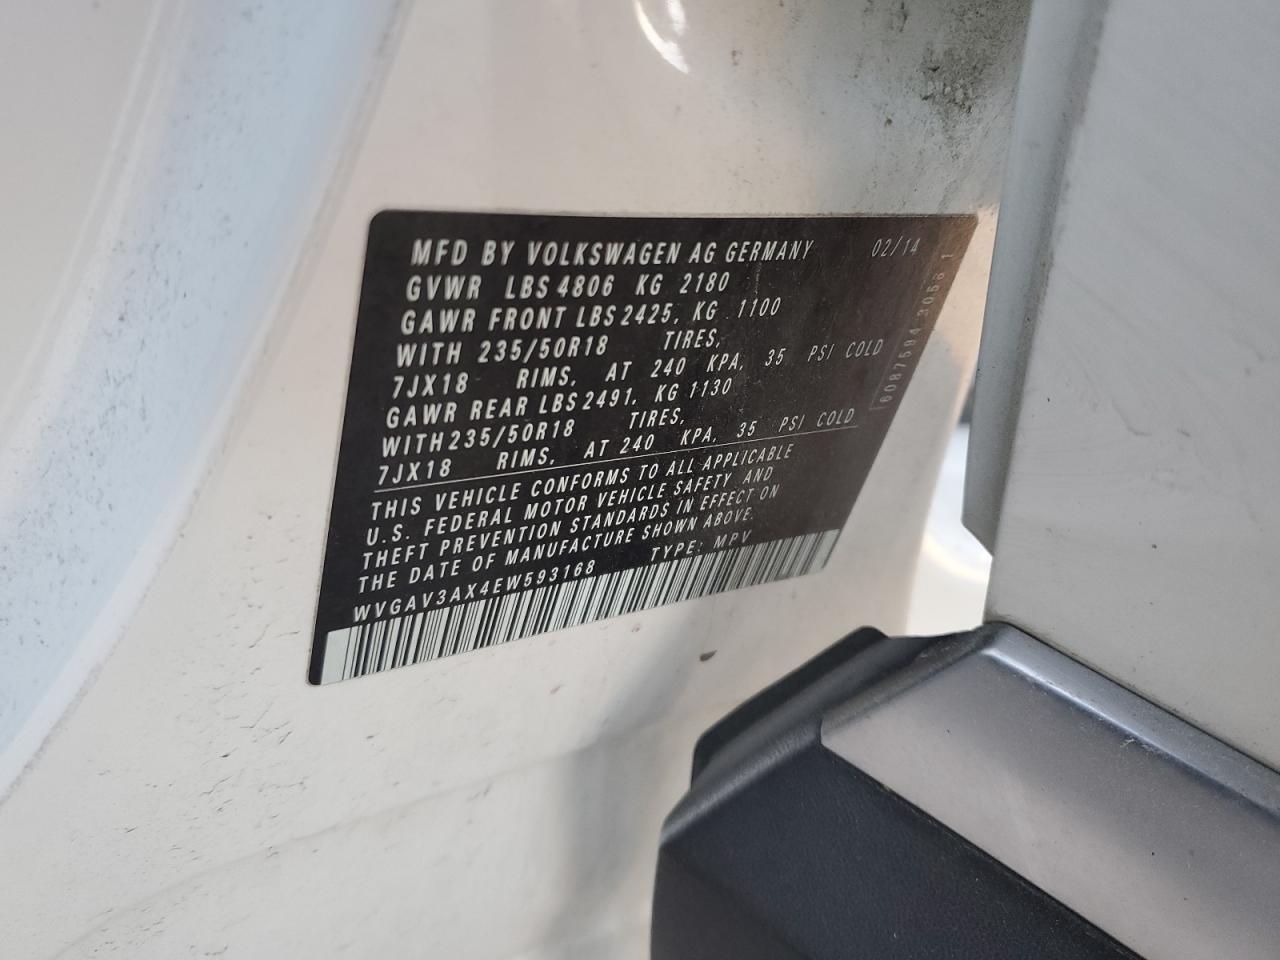 MFD BY VOLKSWAGEN AG GERMANY 02/14
GVWR LBS 4806 KG 2180
GAWR FRONT LBS 2425, KG 1100
WITH 235/50R18 TIRES,
7JX18 RIMS, AT 240 KPA, 35 PSI COLD
GAWR REAR LBS 2491, KG 1130
WITH 235/50R18 TIRES,
7JX18 RIMS, AT 240 KPA, 35 PSI COLD
THIS VEHICLE CONFORMS TO ALL APPLICABLE
U.S. FEDERAL MOTOR VEHICLE SAFETY AND
THEFT PREVENTION STANDARDS IN EFFECT ON
THE DATE OF MANUFACTURE SHOWN ABOVE.
WVGAV3AX4EW593168 TYPE: MPV